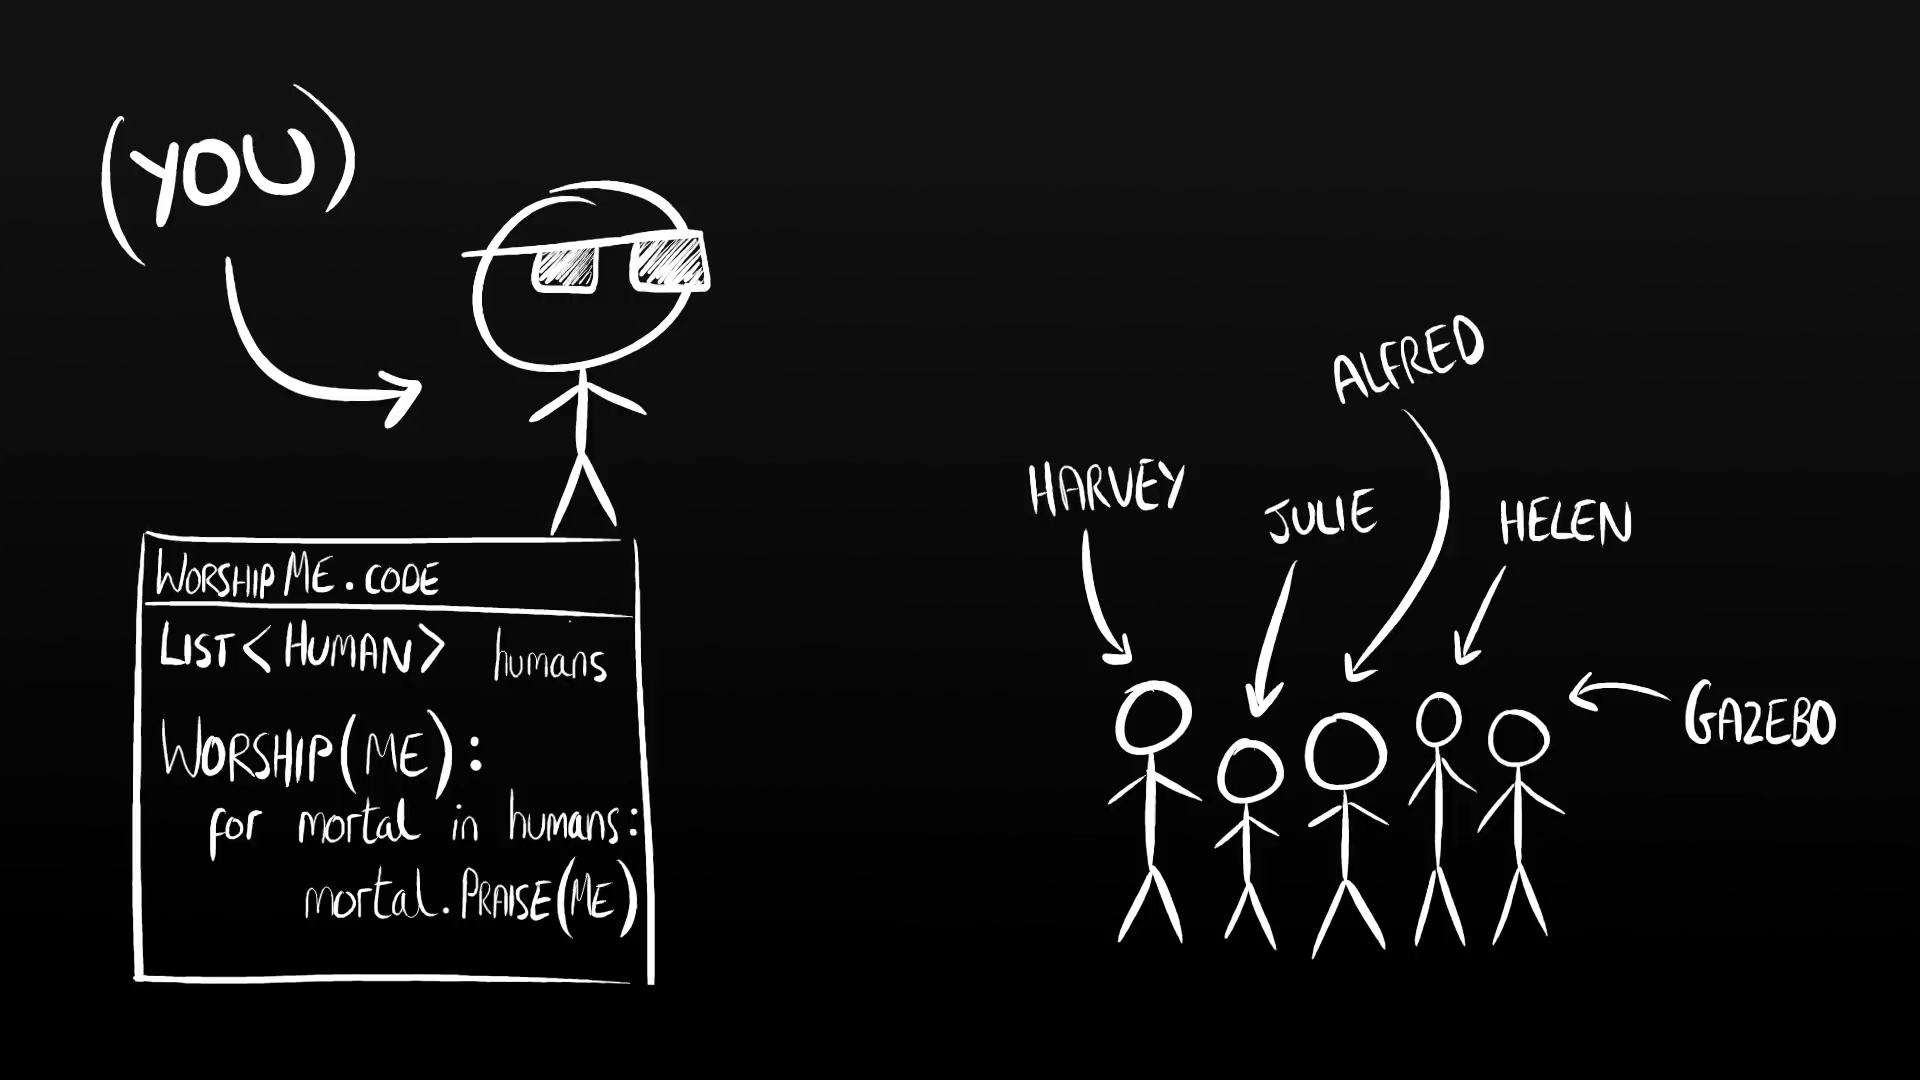 (YOU)
WORSHIP ME.CODE
LIST<HUMAN> humans
WORSHIP(ME):
for mortal in humans:
mortal.PRAISE(ME)
ALFRED
HARVEY
JULIE
HELEN
GAZEBO